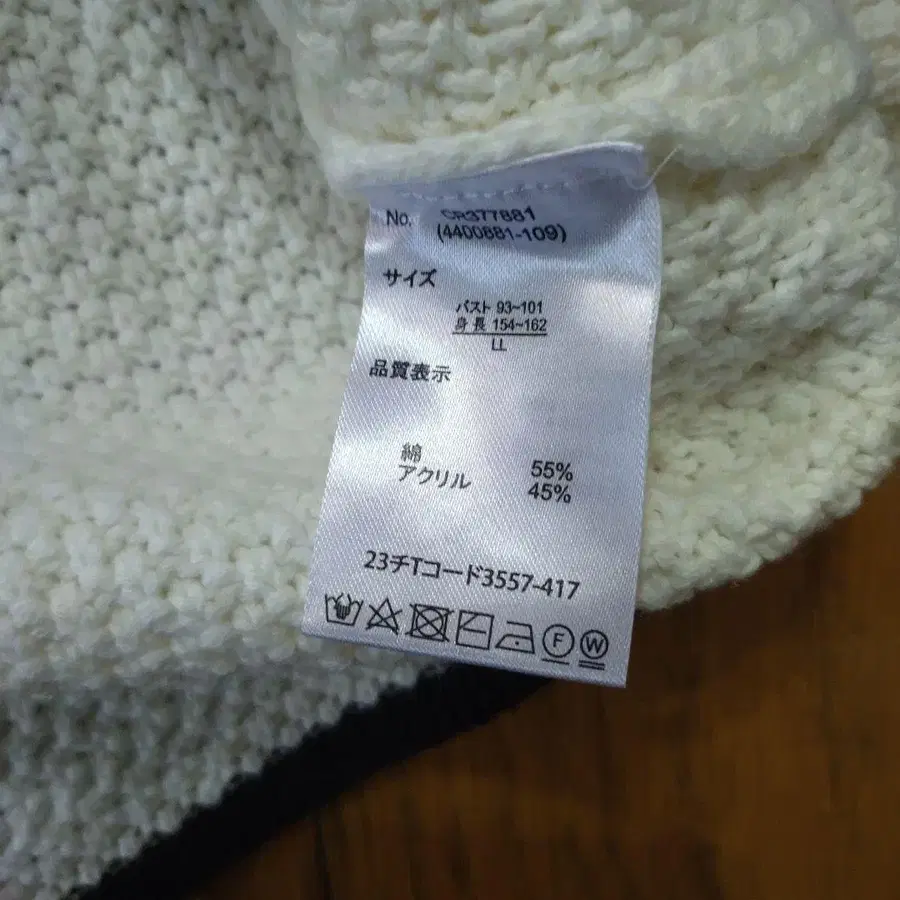 No. CR377881
(4400881-109)
サイズ
バスト 93~101
身長 154~162
LL
品質表示
綿 55%
アクリル 45%
23チTコード3557-417
F W